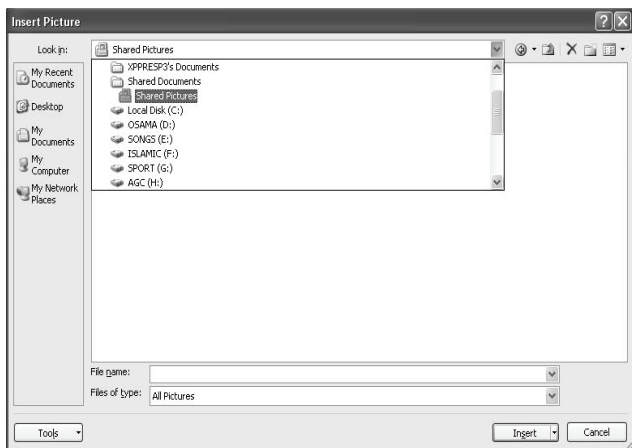 Insert Picture
Look in: Shared Pictures
My Recent Documents
Desktop
My Documents
My Computer
My Network Places
XPPRESP3's Documents
Shared Documents
Shared Pictures
Local Disk (C:)
OSAMA (D:)
SONGS (E:)
ISLAMIC (F:)
SPORT (G:)
AGC (H:)
File name:
Files of type: All Pictures
Tools Insert Cancel